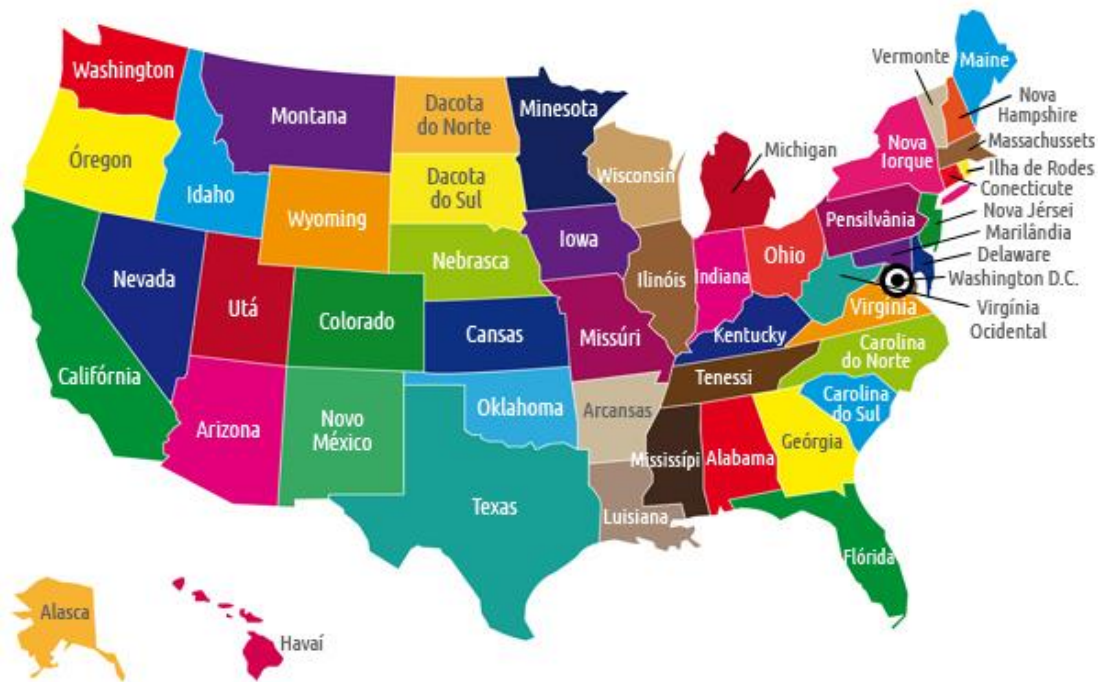 Washington
Montana
Dacota
do Norte
Minesota
Vermonte
Maine
Nova
Hampshire
Óregon
Idaho
Wyoming
Dacota
do Sul
Wisconsin
Michigan
Nova
Iorque
Massachussets
Ilha de Rodes
Conecticute
Nova Jérsei
Marilândia
Delaware
Washington D.C.
Virgínia
Ocidental
Pensilvânia
Nevada
Utá
Colorado
Nebrasca
Iowa
Ilinóis
Indiana
Ohio
Virgínia
Califórnia
Cansas
Missúri
Kentucky
Carolina
do Norte
Arizona
Novo
México
Oklahoma
Arcansas
Tenessi
Carolina
do Sul
Texas
Luisiana
Mississípi
Alabama
Geórgia
Flórida
Alasca
Havaí